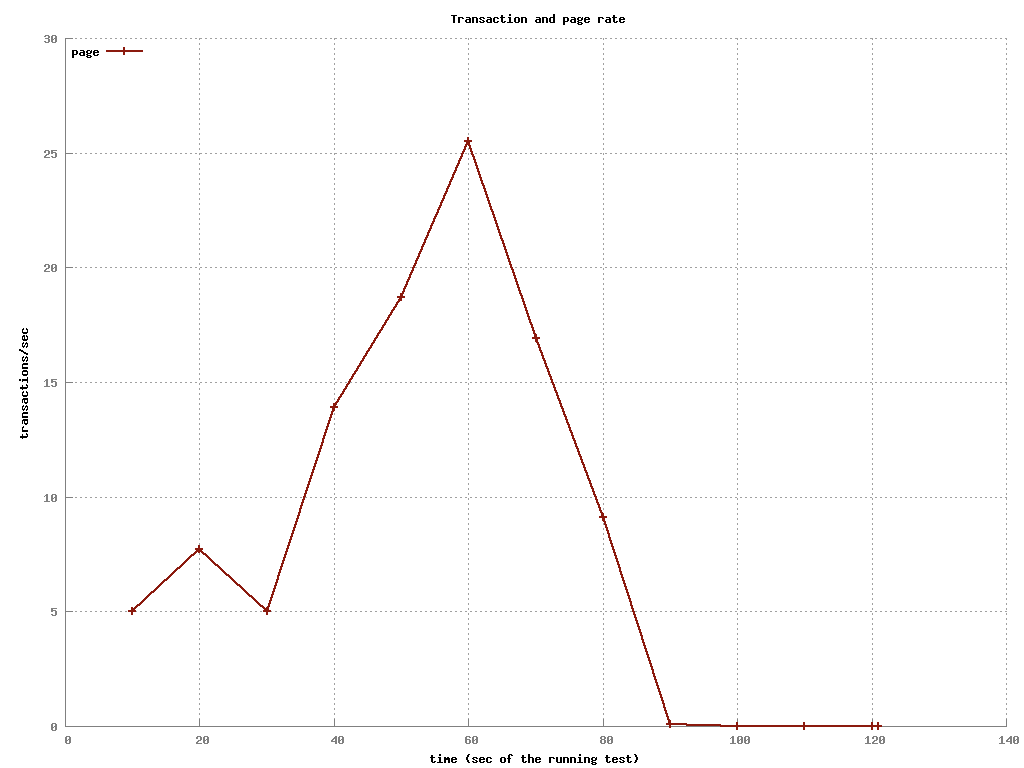 Transaction and page rate
30
page
25
20
15
10
5
0
transactions/sec
0 20 40 60 80 100 120 140
time (sec of the running test)